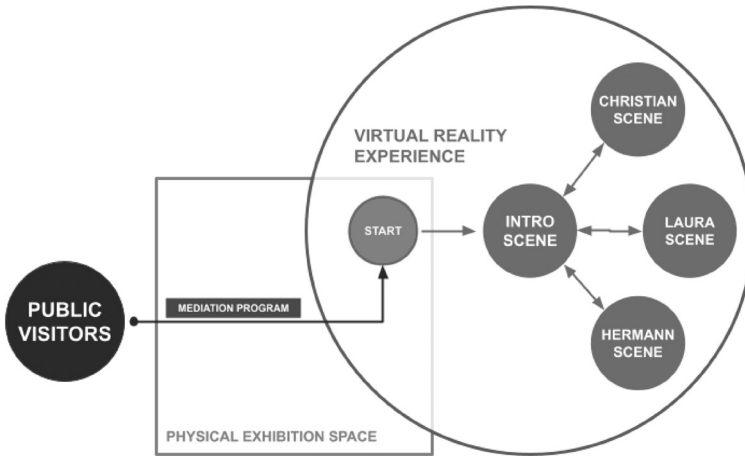 CHRISTIAN
SCENE
VIRTUAL REALITY
EXPERIENCE
START
INTRO
SCENE
LAURA
SCENE
PUBLIC
VISITORS
MEDIATION PROGRAM
HERMANN
SCENE
PHYSICAL EXHIBITION SPACE